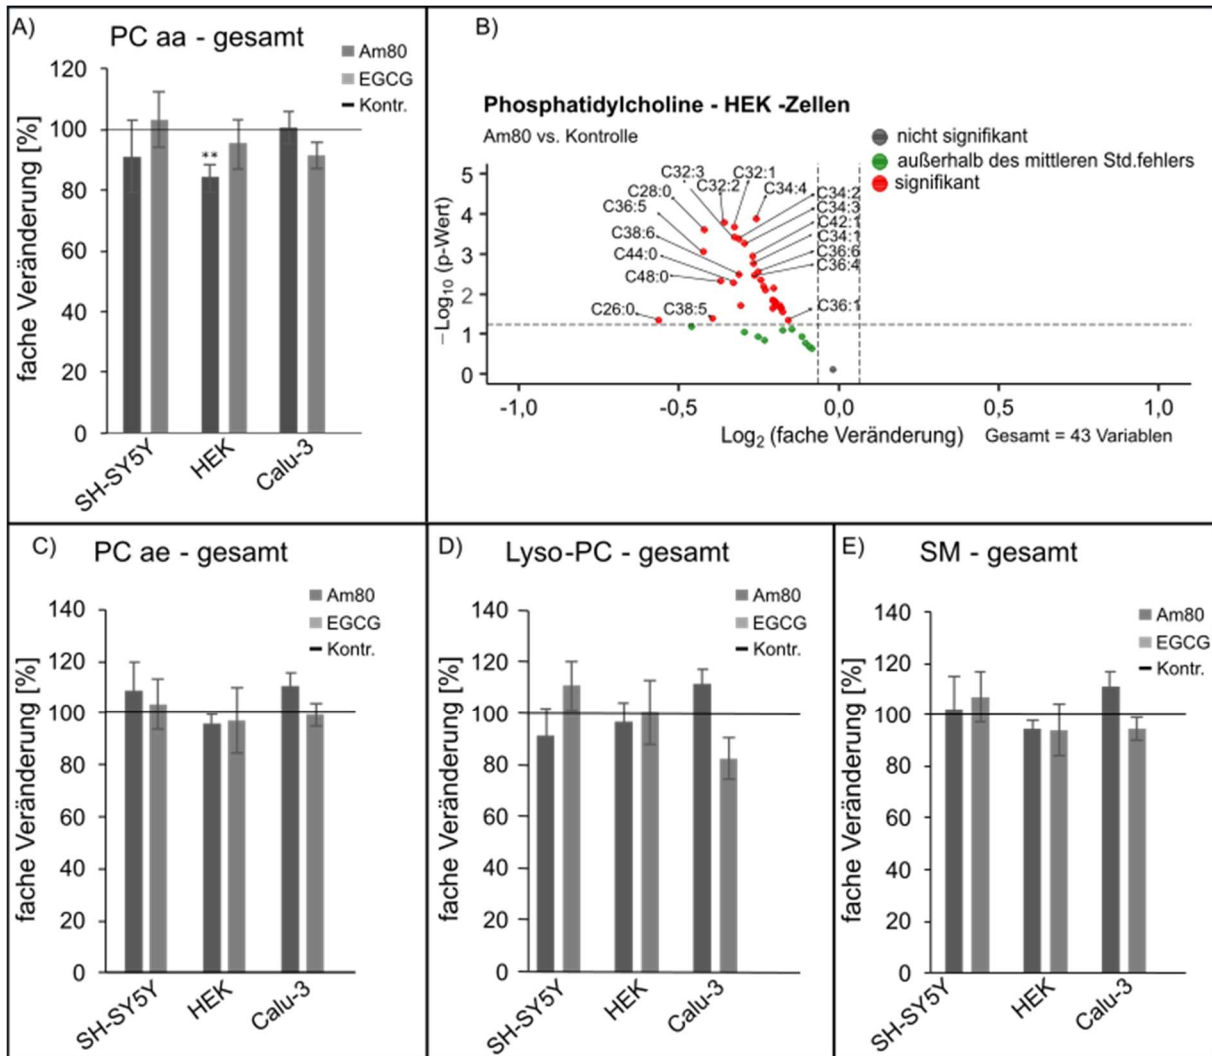 A)
PC aa - gesamt
Am80
EGCG
Kontr.
fache Veränderung [%]
120
100
80
60
40
20
0
**
SH-SY5Y
HEK
Calu-3
B)
Phosphatidylcholine - HEK -Zellen
Am80 vs. Kontrolle
nicht signifikant
außerhalb des mittleren Std.fehlers
signifikant
−Log10 (p-Wert)
5
4
3
2
1
0
C32:3
C32:2
C32:1
C34:4
C28:0
C36:5
C38:6
C44:0
C48:0
C26:0
C38:5
C34:2
C34:3
C42:1
C34:1
C36:6
C36:4
C36:1
-1,0
-0,5
0,0
0,5
1,0
Log2 (fache Veränderung)
Gesamt = 43 Variablen
C)
PC ae - gesamt
Am80
EGCG
Kontr.
fache Veränderung [%]
140
120
100
80
60
40
20
0
SH-SY5Y
HEK
Calu-3
D)
Lyso-PC - gesamt
Am80
EGCG
Kontr.
fache Veränderung [%]
140
120
100
80
60
40
20
0
SH-SY5Y
HEK
Calu-3
E)
SM - gesamt
Am80
EGCG
Kontr.
fache Veränderung [%]
140
120
100
80
60
40
20
0
SH-SY5Y
HEK
Calu-3